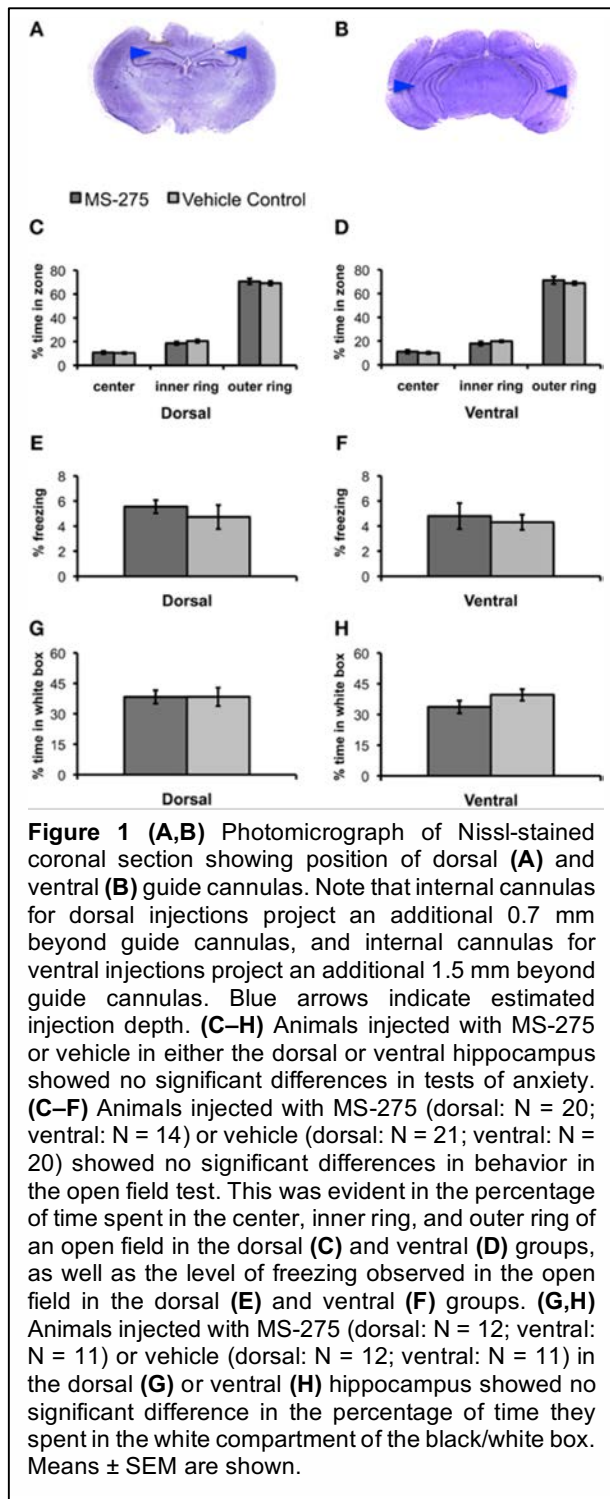 A
B
MS-275 Vehicle Control
C
D
% time in zone
80
60
40
20
0
center inner ring outer ring
Dorsal
% time in zone
80
60
40
20
0
center inner ring outer ring
Ventral
E
F
% freezing
8
6
4
2
0
Dorsal
% freezing
8
6
4
2
0
Ventral
G
H
% time in white box
60
45
30
15
0
Dorsal
% time in white box
60
45
30
15
0
Ventral
Figure 1 (A,B) Photomicrograph of Nissl-stained
coronal section showing position of dorsal (A) and
ventral (B) guide cannulas. Note that internal cannulas
for dorsal injections project an additional 0.7 mm
beyond guide cannulas, and internal cannulas for
ventral injections project an additional 1.5 mm beyond
guide cannulas. Blue arrows indicate estimated
injection depth. (C–H) Animals injected with MS-275
or vehicle in either the dorsal or ventral hippocampus
showed no significant differences in tests of anxiety.
(C–F) Animals injected with MS-275 (dorsal: N = 20;
ventral: N = 14) or vehicle (dorsal: N = 21; ventral: N =
20) showed no significant differences in behavior in
the open field test. This was evident in the percentage
of time spent in the center, inner ring, and outer ring of
an open field in the dorsal (C) and ventral (D) groups,
as well as the level of freezing observed in the open
field in the dorsal (E) and ventral (F) groups. (G,H)
Animals injected with MS-275 (dorsal: N = 12; ventral:
N = 11) or vehicle (dorsal: N = 12; ventral: N = 11) in
the dorsal (G) or ventral (H) hippocampus showed no
significant difference in the percentage of time they
spent in the white compartment of the black/white box.
Means ± SEM are shown.